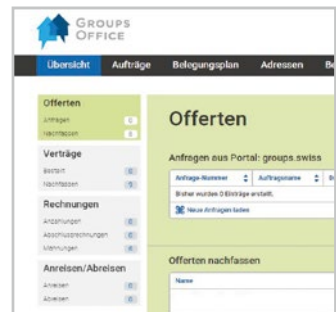 GROUPS
OFFICE
Übersicht Aufträge Belegungsplan Adressen Be
Offerten
Anfragen 0
Nachfassen 0
Verträge
Bestätt 0
Nachfassen
Rechnungen
Anzahlungen 0
Abschlussrechnungen 0
Mahnungen 0
Anreisen/Abreisen
Anreisen 0
Abreisen 0
Offerten
Anfragen aus Portal: groups.swiss
Anfrage-Nummer Auftragsname
Bisher wurden 0 Einträge erstellt.
Neue Anfragen laden
Offerten nachfassen
Name